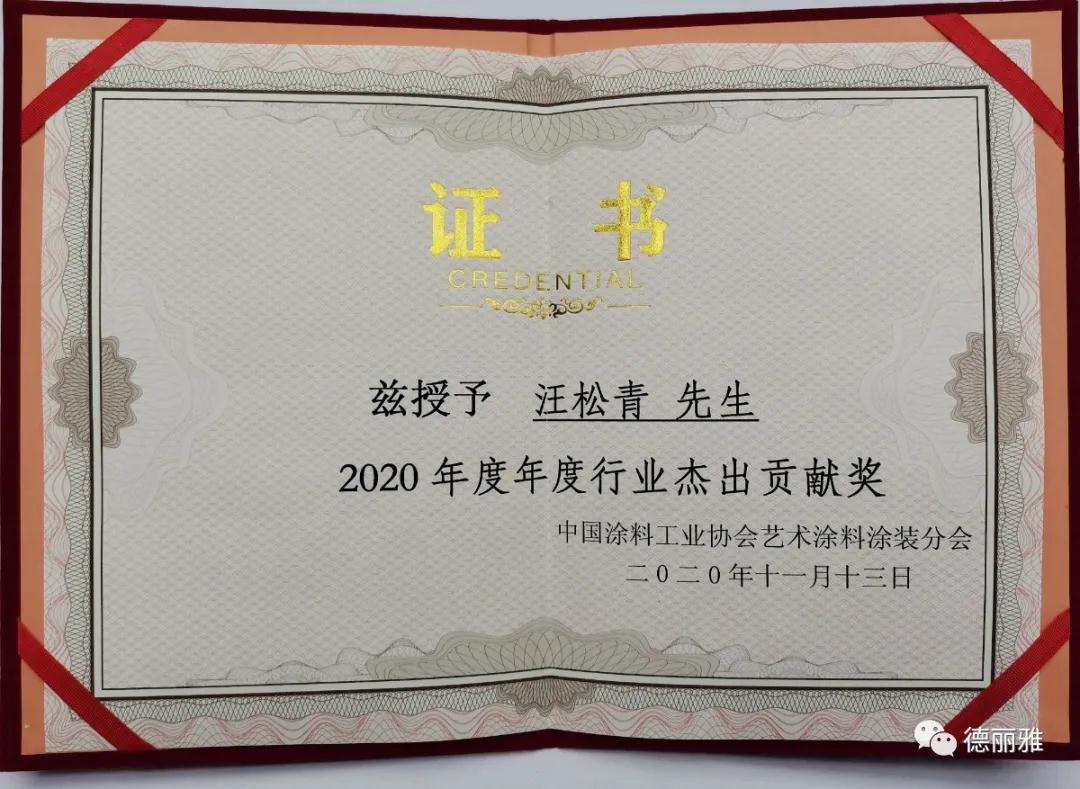 证 书
CREDENTIAL
兹授予 汪松青 先生
2020 年度年度行业杰出贡献奖
中国涂料工业协会艺术涂料涂装分会
二〇二〇年十一月十三日
德丽雅